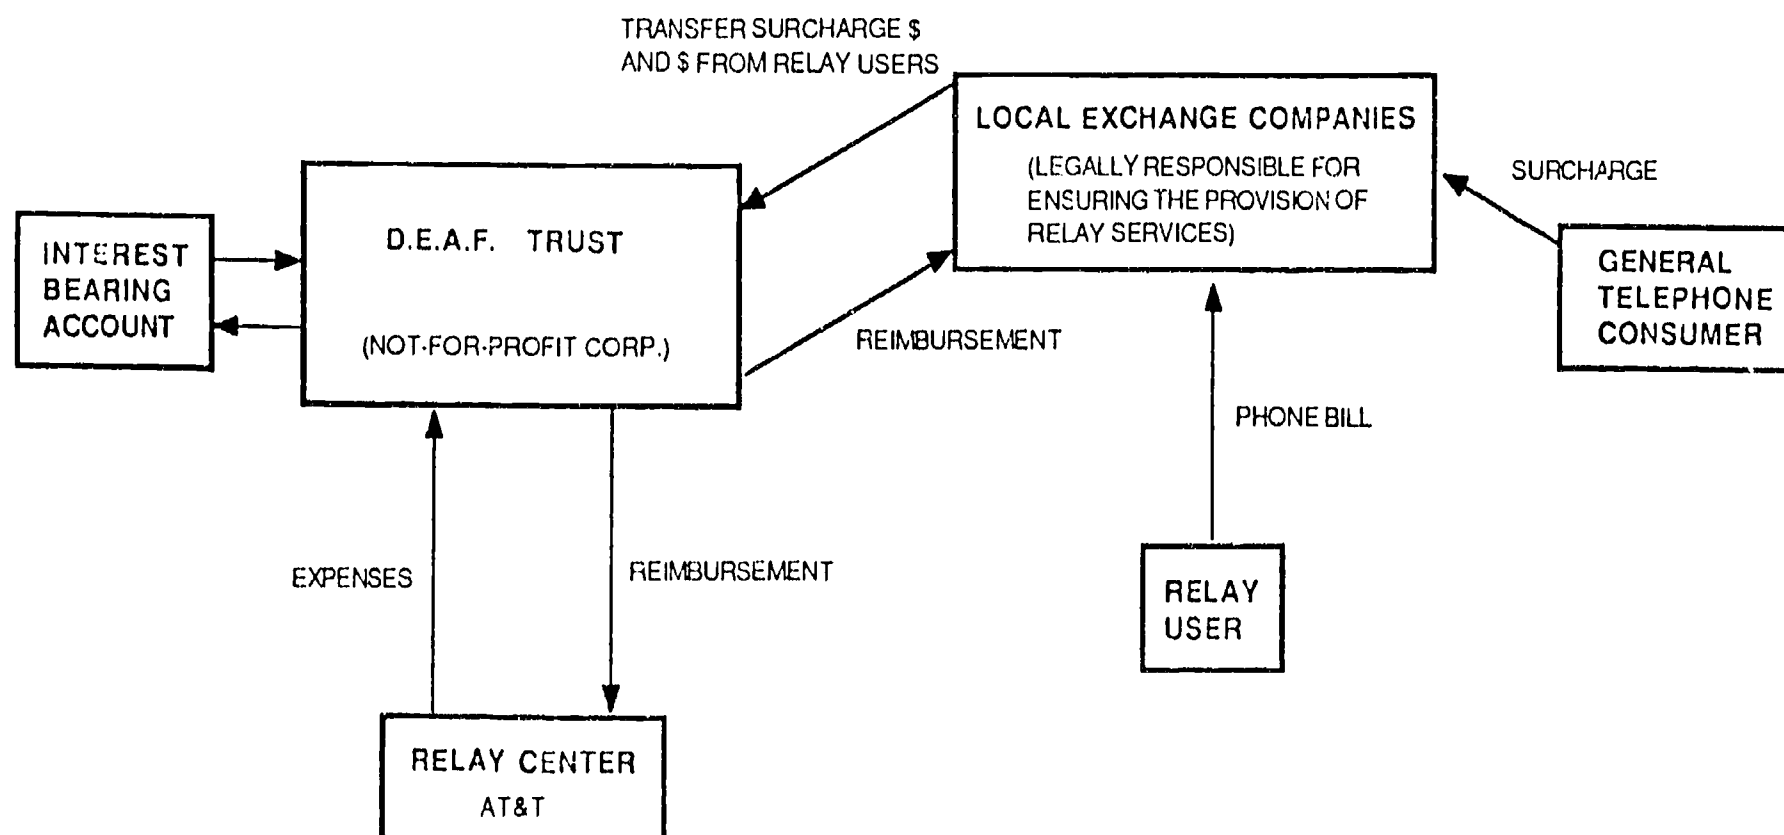 TRANSFER SURCHARGE $
AND $ FROM RELAY USERS
LOCAL EXCHANGE COMPANIES
(LEGALLY RESPONSIBLE FOR
ENSURING THE PROVISION OF
RELAY SERVICES)
SURCHARGE
GENERAL
TELEPHONE
CONSUMER
D.E.A.F. TRUST
(NOT-FOR-PROFIT CORP.)
INTEREST
BEARING
ACCOUNT
REIMBURSEMENT
PHONE BILL
EXPENSES
REIMBURSEMENT
RELAY
USER
RELAY CENTER
AT&T